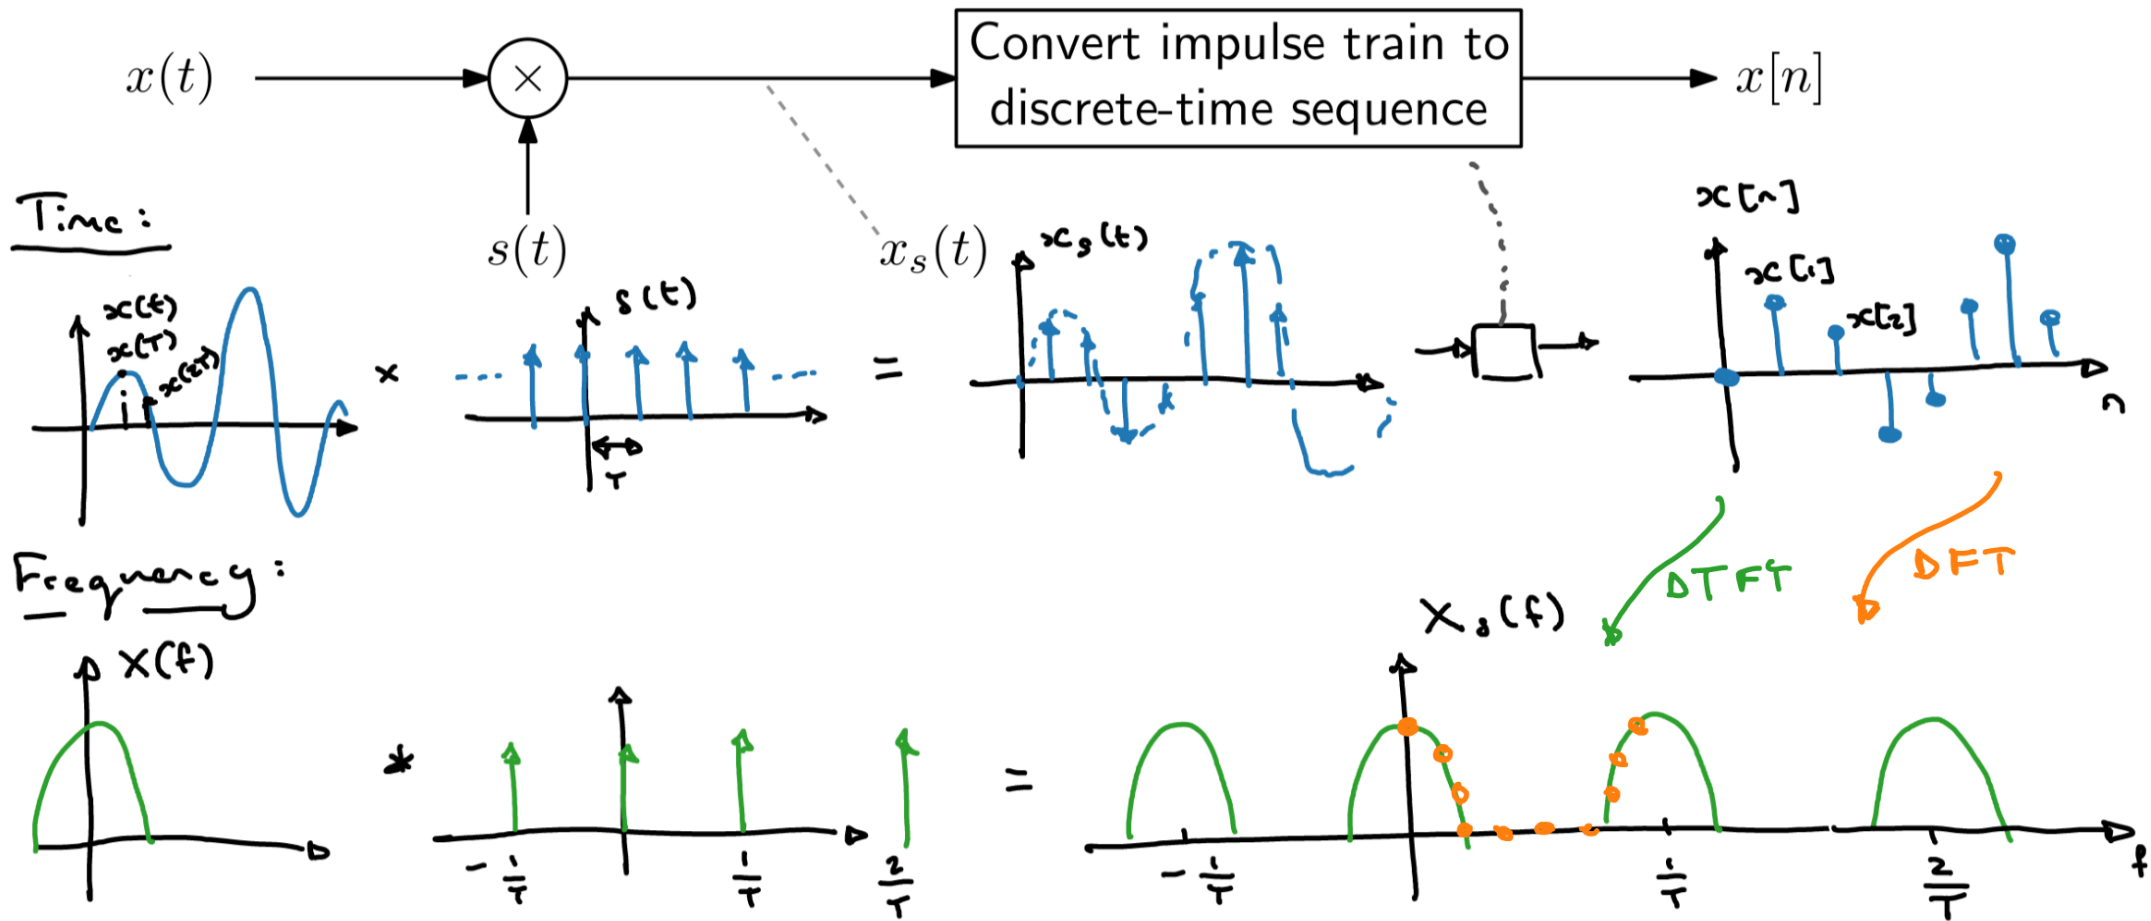 x(t)
×
Convert impulse train to
discrete-time sequence
x[n]
s(t)
x_s(t)
Time:
x(t)
x(T)
x(2T)
×
s(t)
T
=
x_s(t)
x[n]
x[1]
x[2]
n
DTFT
DFT
Frequency:
X(f)
*
-1/T
1/T
2/T
=
X_s(f)
-1/T
1/T
2/T
f